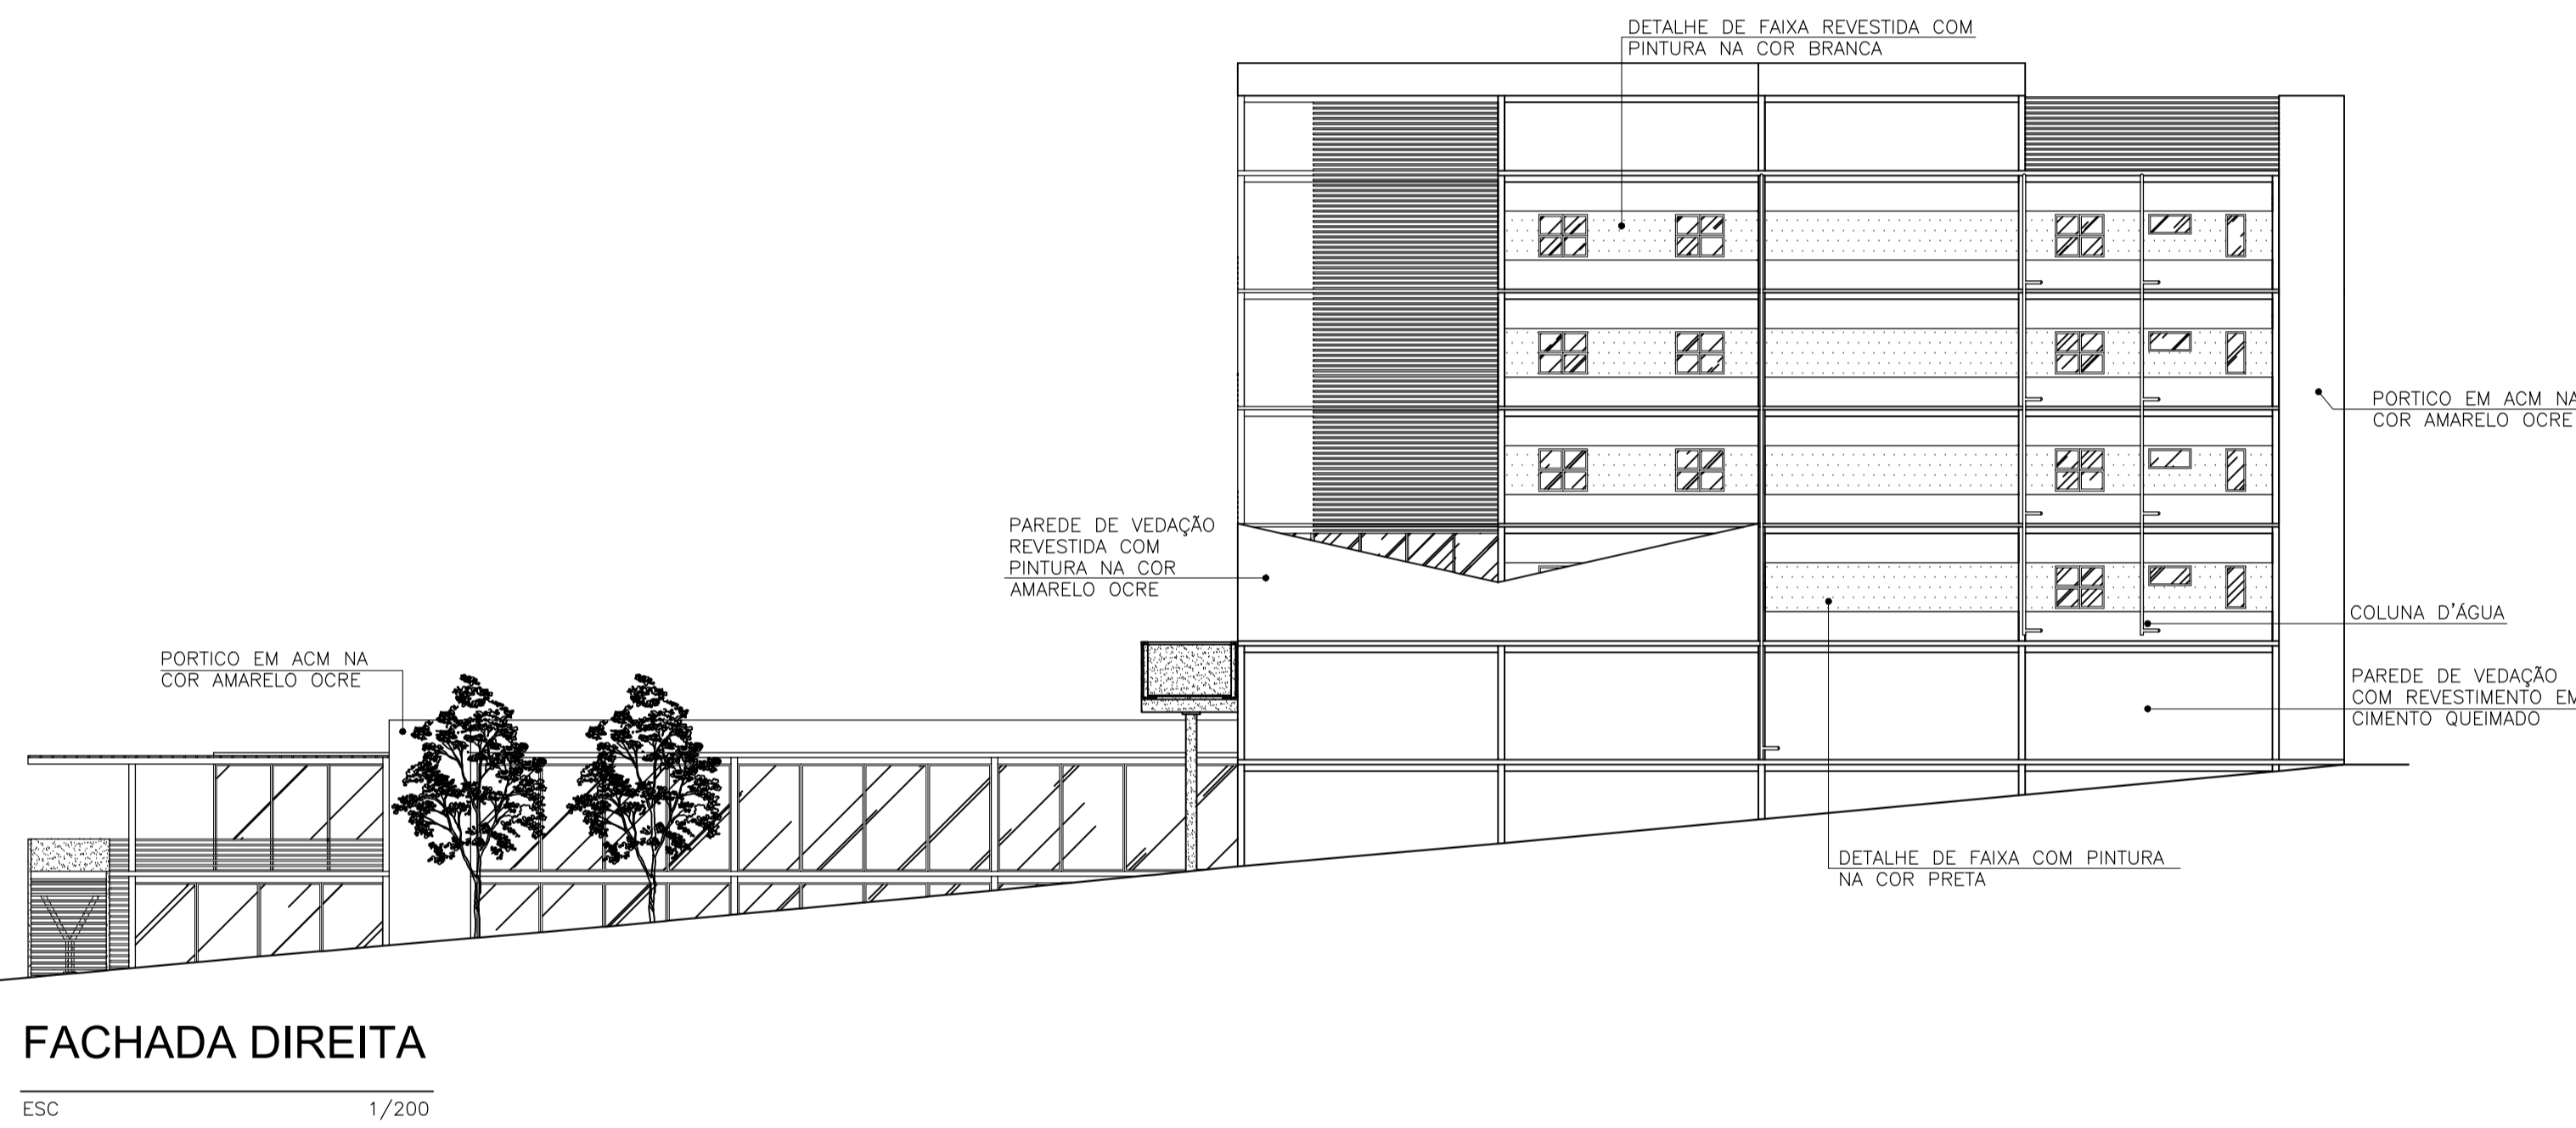 DETALHE DE FAIXA REVESTIDA COM
PINTURA NA COR BRANCA
PORTICO EM ACM NA
COR AMARELO OCRE
PAREDE DE VEDAÇÃO
REVESTIDA COM
PINTURA NA COR
AMARELO OCRE
COLUNA D'ÁGUA
PORTICO EM ACM NA
COR AMARELO OCRE
PAREDE DE VEDAÇÃO
COM REVESTIMENTO EM
CIMENTO QUEIMADO
DETALHE DE FAIXA COM PINTURA
NA COR PRETA
FACHADA DIREITA
ESC 1/200